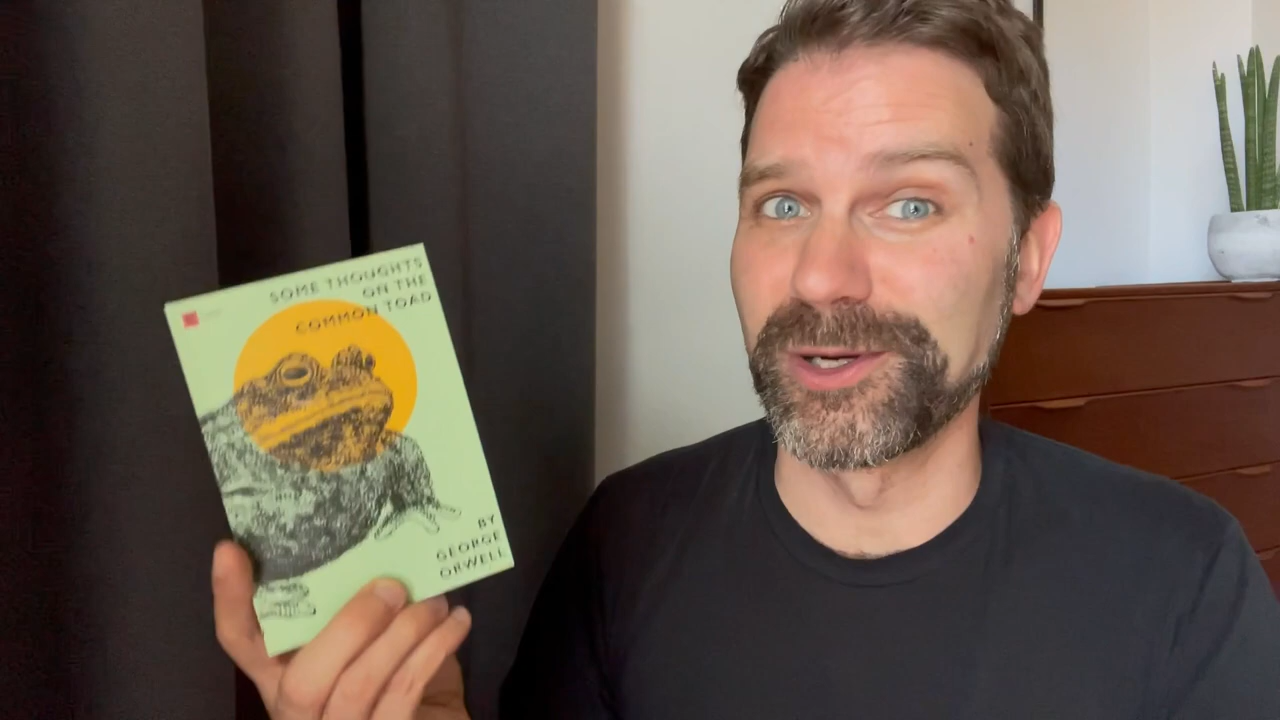 SOME THOUGHTS
ON THE
COMMON TOAD
BY
GEORGE
ORWELL